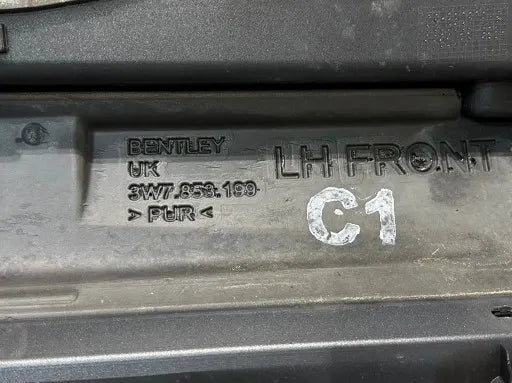 BENTLEY
UK
3W7.853.199
> PUR <
LH FRONT
C1